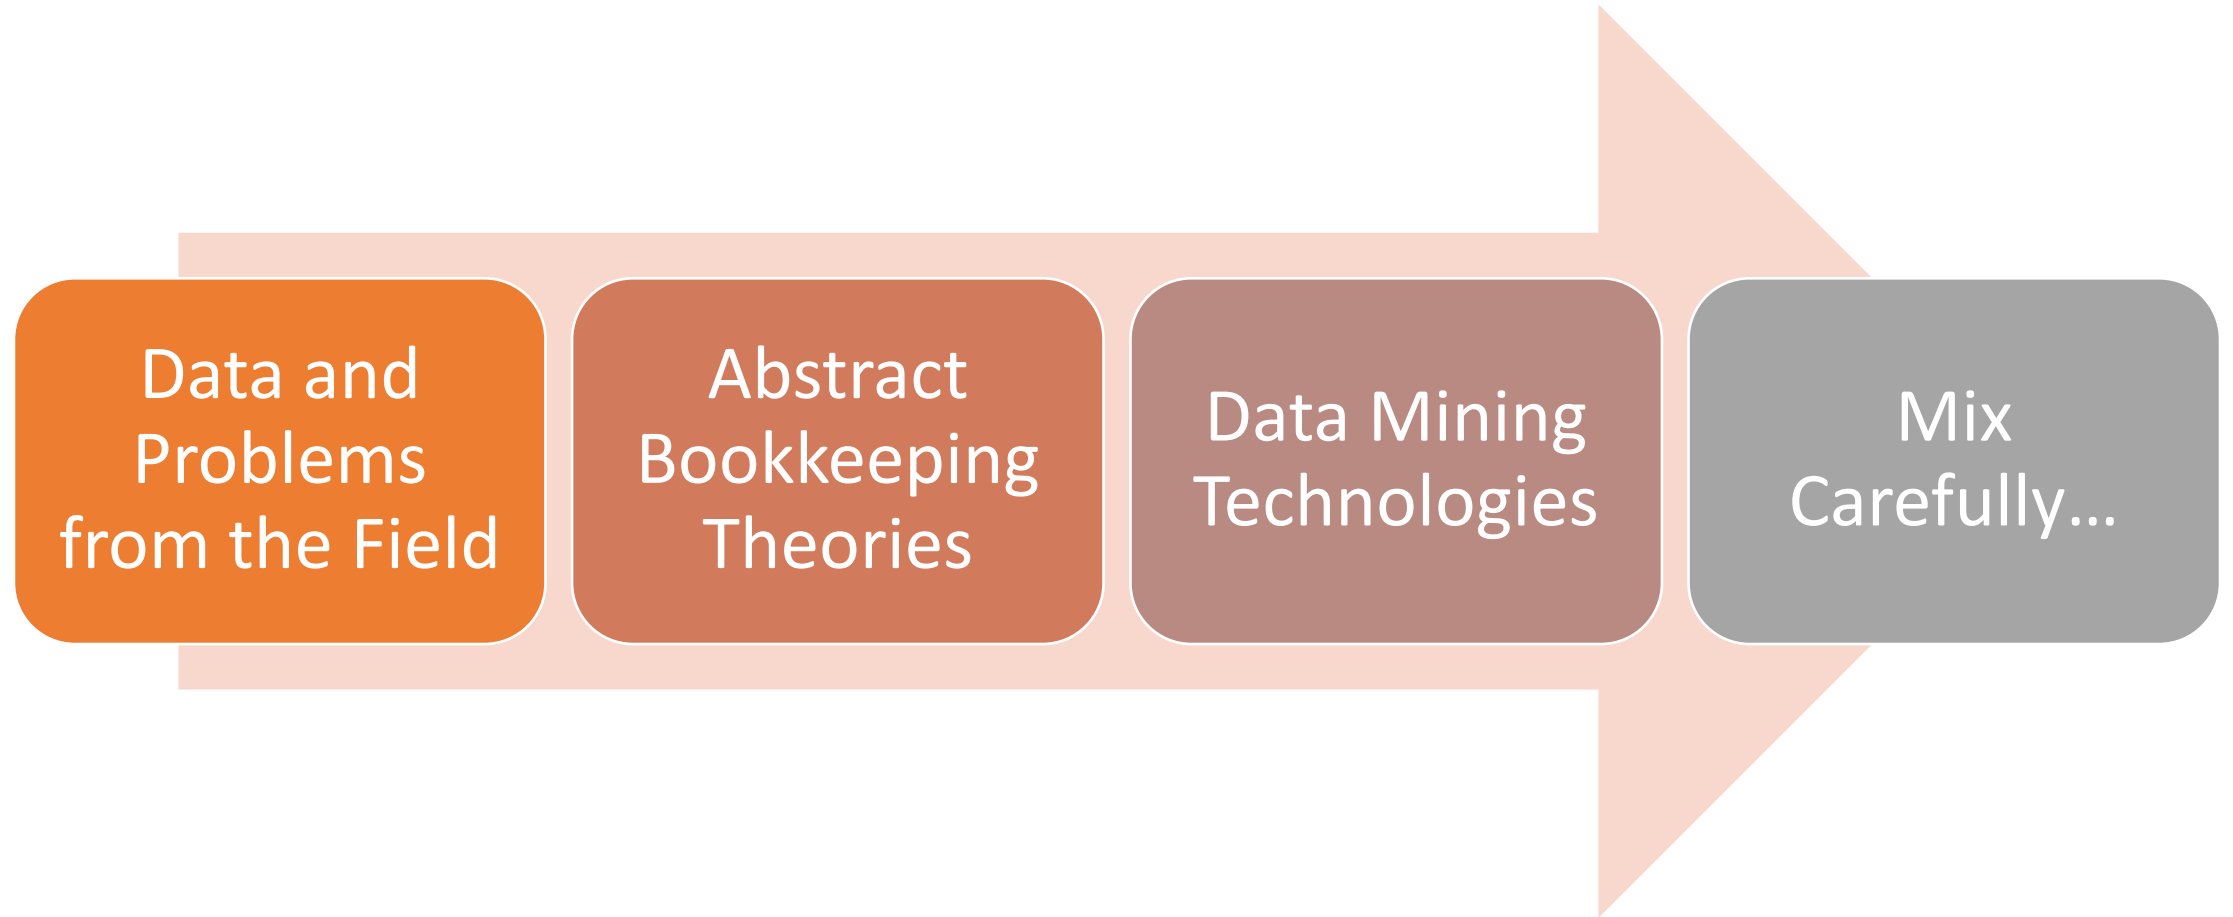 Data and
Problems
from the Field
Abstract
Bookkeeping
Theories
Data Mining
Technologies
Mix
Carefully...